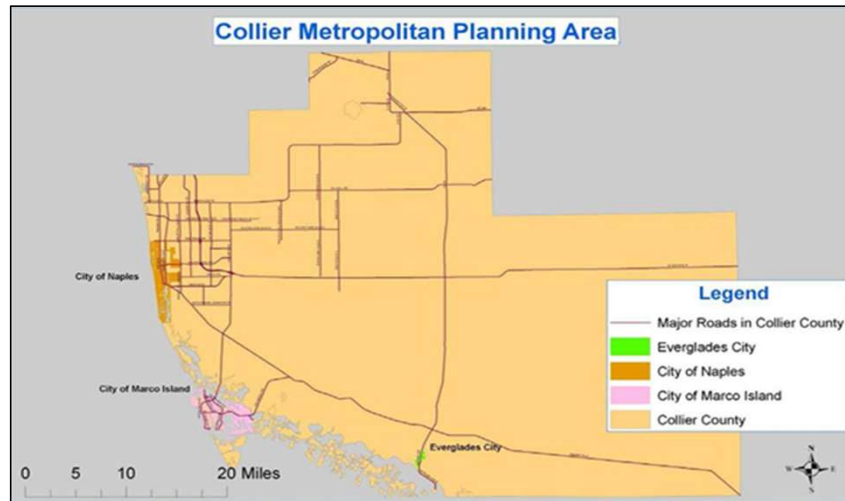 Collier Metropolitan Planning Area
City of Naples
City of Marco Island
Everglades City
Legend
Major Roads in Collier County
Everglades City
City of Naples
City of Marco Island
Collier County
0 5 10 20 Miles
N
W E
S